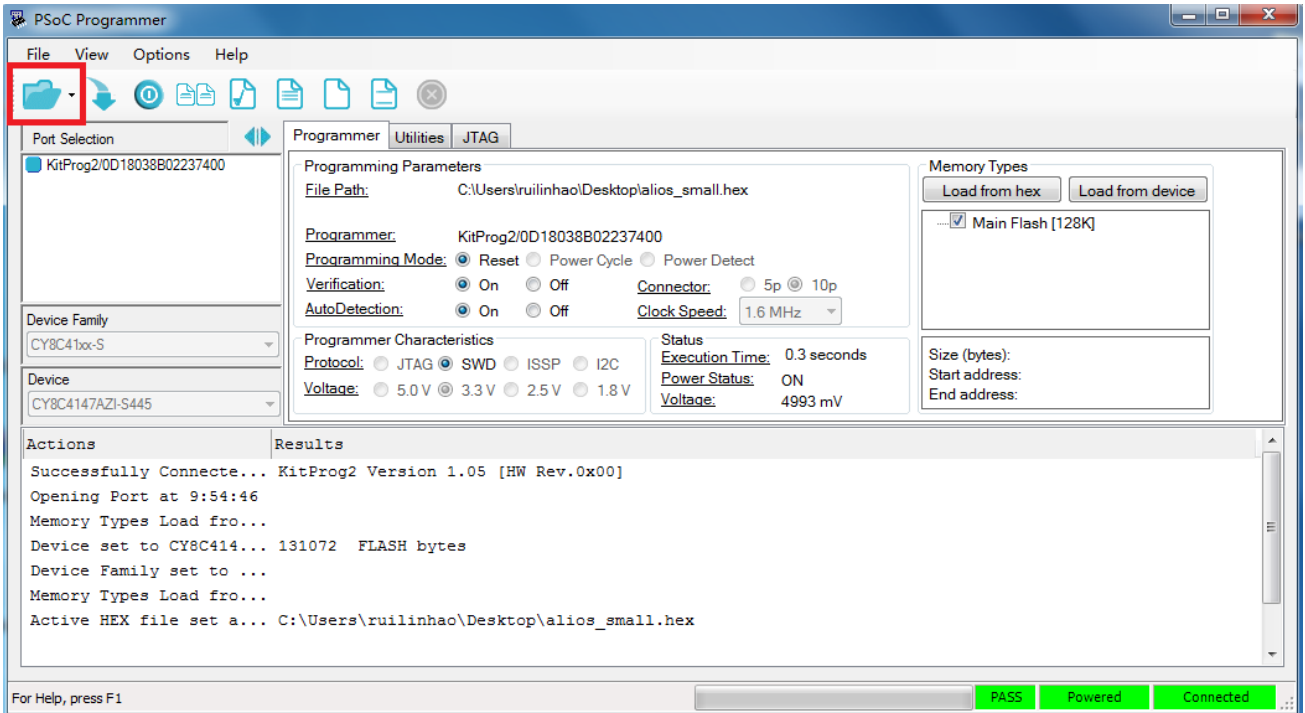 PSoC Programmer
File View Options Help
Port Selection
KitProg2/0D18038B02237400
Device Family
CY8C41xx-S
Device
CY8C4147AZI-S445
Programmer Utilities JTAG
Programming Parameters
File Path: C:\Users\ruilinhao\Desktop\alios_small.hex
Programmer: KitProg2/0D18038B02237400
Programming Mode: Reset Power Cycle Power Detect
Verification: On Off Connector: 5p 10p
AutoDetection: On Off Clock Speed: 1.6 MHz
Programmer Characteristics
Protocol: JTAG SWD ISSP I2C
Voltage: 5.0 V 3.3 V 2.5 V 1.8 V
Status
Execution Time: 0.3 seconds
Power Status: ON
Voltage: 4993 mV
Memory Types
Load from hex Load from device
Main Flash [128K]
Size (bytes):
Start address:
End address:
Actions Results
Successfully Connecte... KitProg2 Version 1.05 [HW Rev.0x00]
Opening Port at 9:54:46
Memory Types Load fro...
Device set to CY8C414... 131072 FLASH bytes
Device Family set to ...
Memory Types Load fro...
Active HEX file set a... C:\Users\ruilinhao\Desktop\alios_small.hex
For Help, press F1
PASS Powered Connected